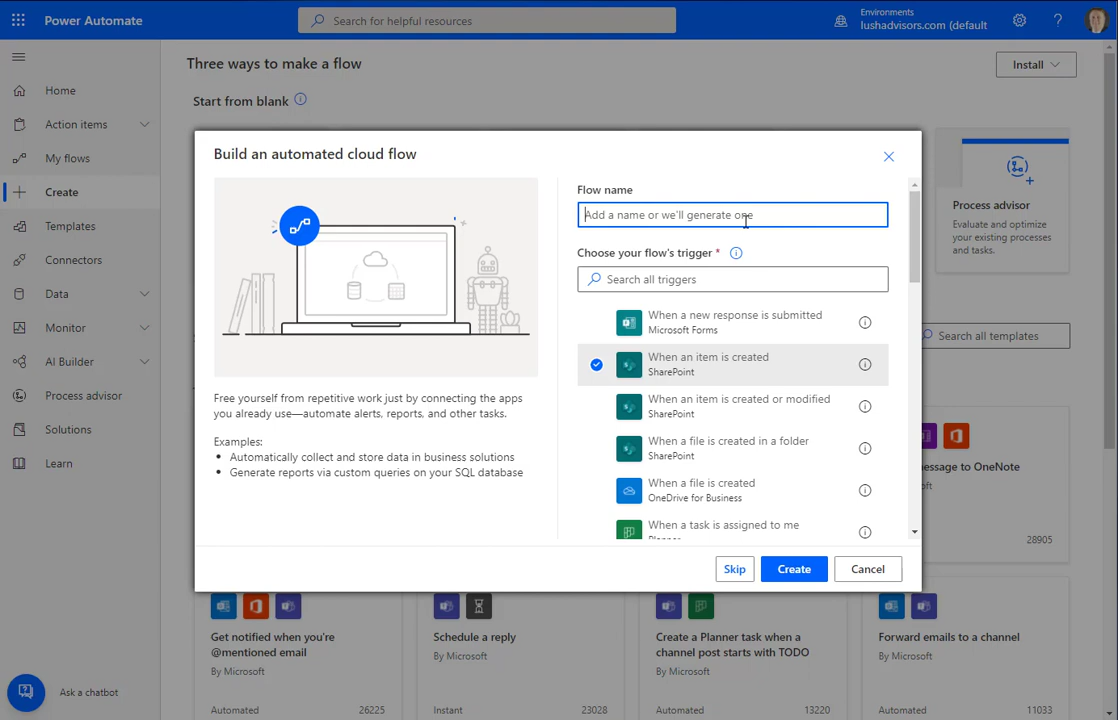 Power Automate
Search for helpful resources
Environments
lushadvisors.com (default
?
Three ways to make a flow
Install
Start from blank
Home
Action items
My flows
Create
Templates
Connectors
Data
Monitor
AI Builder
Process advisor
Solutions
Learn
Ask a chatbot
Build an automated cloud flow
Free yourself from repetitive work just by connecting the apps
you already use—automate alerts, reports, and other tasks.
Examples:
• Automatically collect and store data in business solutions
• Generate reports via custom queries on your SQL database
Flow name
Add a name or we'll generate one
Choose your flow's trigger *
Search all triggers
When a new response is submitted
Microsoft Forms
When an item is created
SharePoint
When an item is created or modified
SharePoint
When a file is created in a folder
SharePoint
When a file is created
OneDrive for Business
When a task is assigned to me
Planner
Skip
Create
Cancel
Process advisor
Evaluate and optimize
your existing processes
and tasks.
Search all templates
message to OneNote
28905
Get notified when you're
@mentioned email
By Microsoft
Automated
26225
Schedule a reply
By Microsoft
Instant
23028
Create a Planner task when a
channel post starts with TODO
By Microsoft
Automated
13220
Forward emails to a channel
By Microsoft
Automated
11033